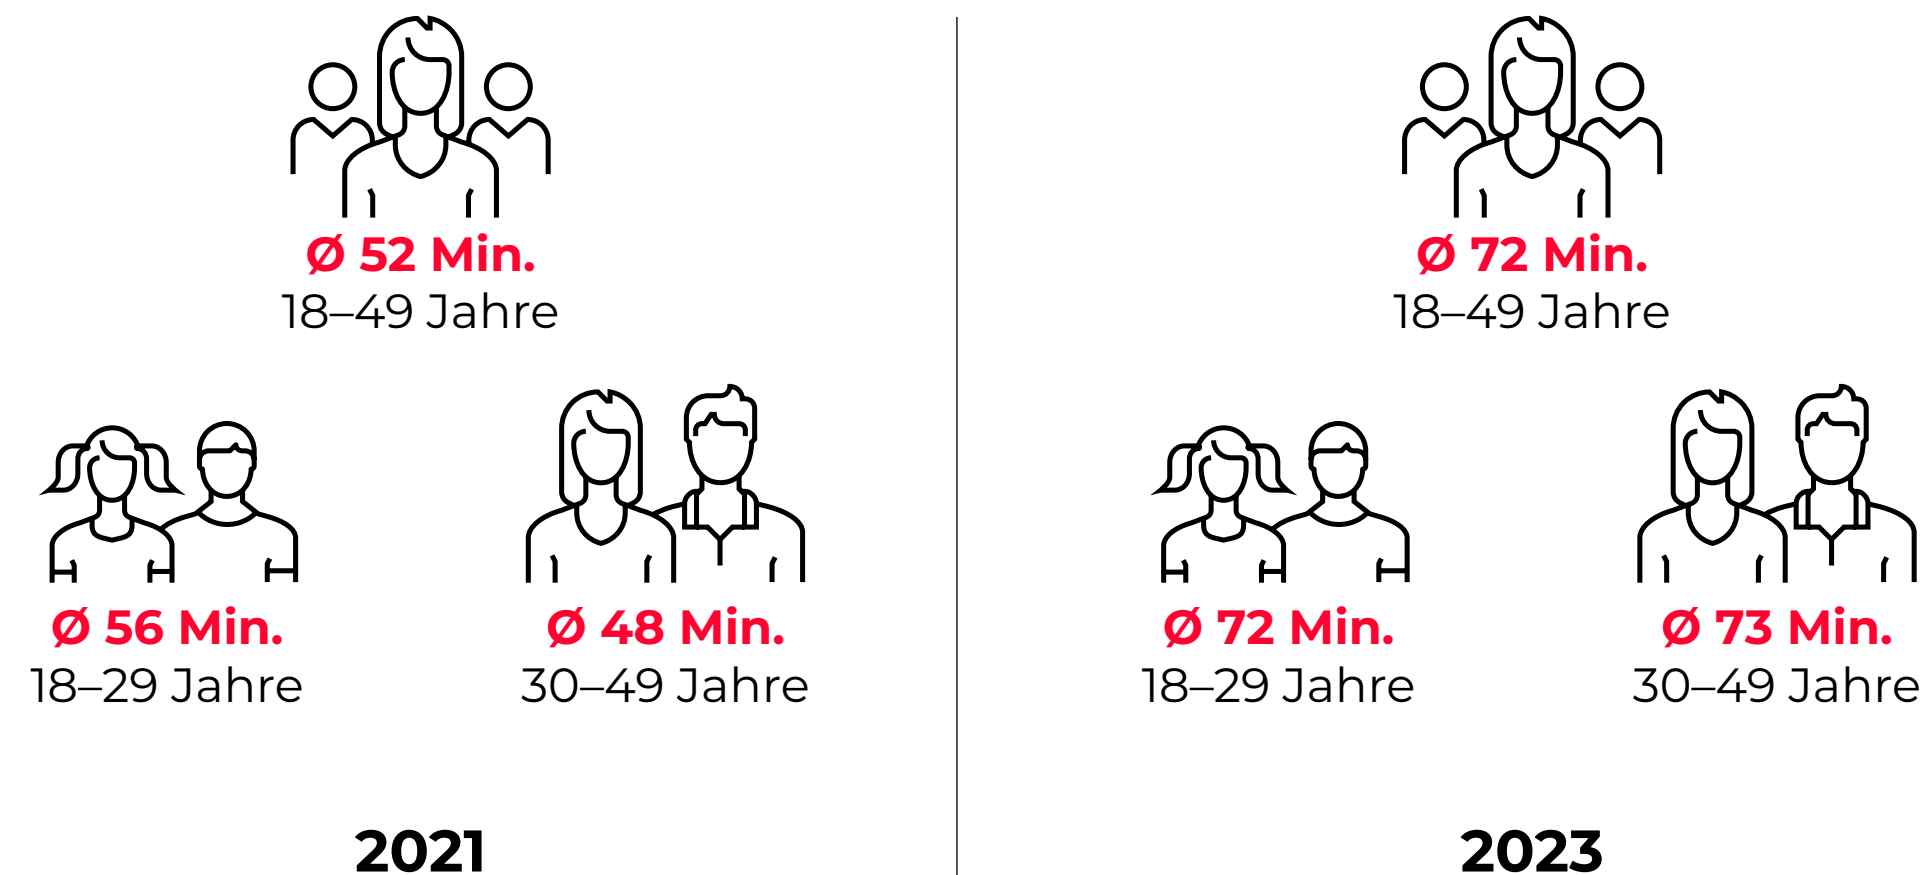 Ø 52 Min.
18–49 Jahre
Ø 56 Min.
18–29 Jahre
Ø 48 Min.
30–49 Jahre
2021
Ø 72 Min.
18–49 Jahre
Ø 72 Min.
18–29 Jahre
Ø 73 Min.
30–49 Jahre
2023